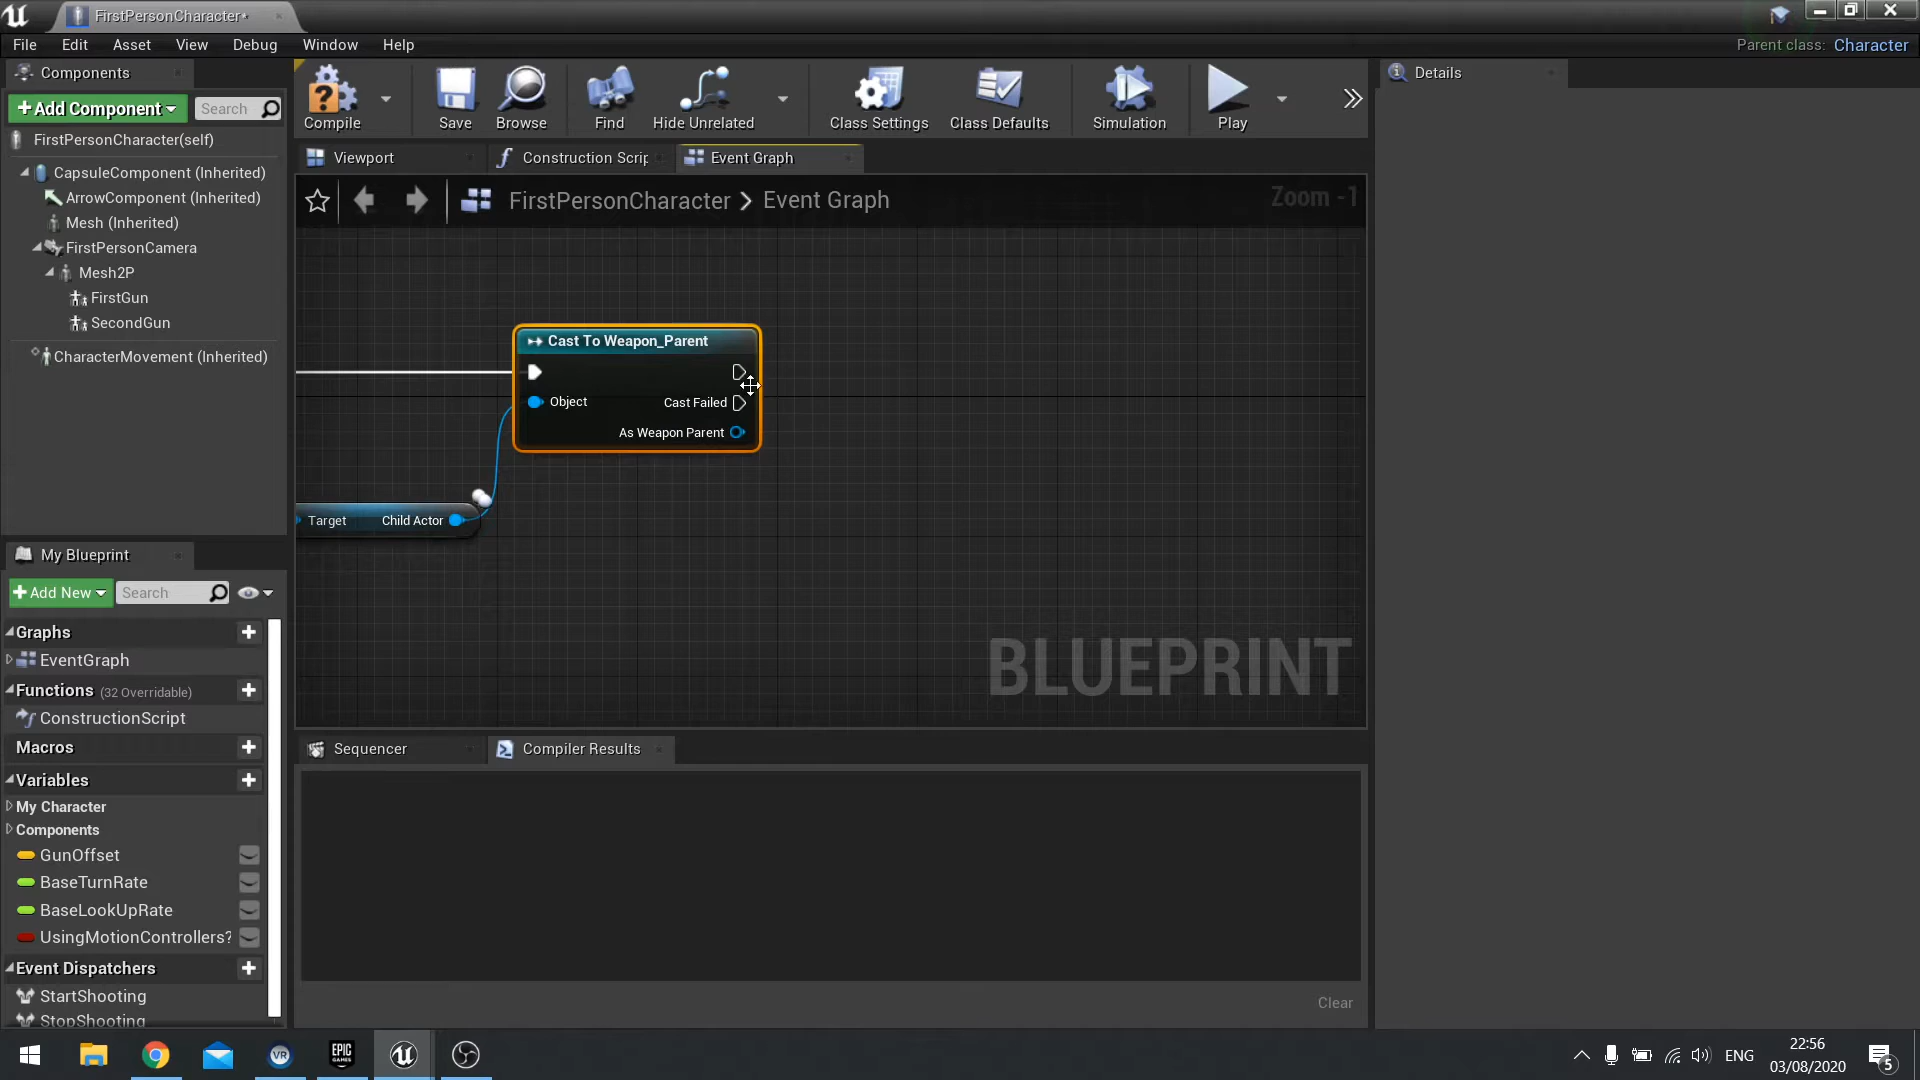 FirstPersonCharacter*
File Edit Asset View Debug Window Help
Parent class: Character
Components
Details
+Add Component
Search
FirstPersonCharacter(self)
CapsuleComponent (Inherited)
ArrowComponent (Inherited)
Mesh (Inherited)
FirstPersonCamera
Mesh2P
FirstGun
SecondGun
CharacterMovement (Inherited)
Compile
Save
Browse
Find
Hide Unrelated
Class Settings
Class Defaults
Simulation
Play
Viewport
Construction Scrip
Event Graph
FirstPersonCharacter > Event Graph
Zoom -1
Cast To Weapon_Parent
Object
Cast Failed
As Weapon Parent
Target
Child Actor
BLUEPRINT
My Blueprint
+Add New
Search
Graphs
EventGraph
Functions (32 Overridable)
ConstructionScript
Macros
Variables
My Character
Components
GunOffset
BaseTurnRate
BaseLookUpRate
UsingMotionControllers?
Event Dispatchers
StartShooting
StopShooting
Sequencer
Compiler Results
Clear
VR
EPIC
GAMES
ENG
22:56
03/08/2020
5